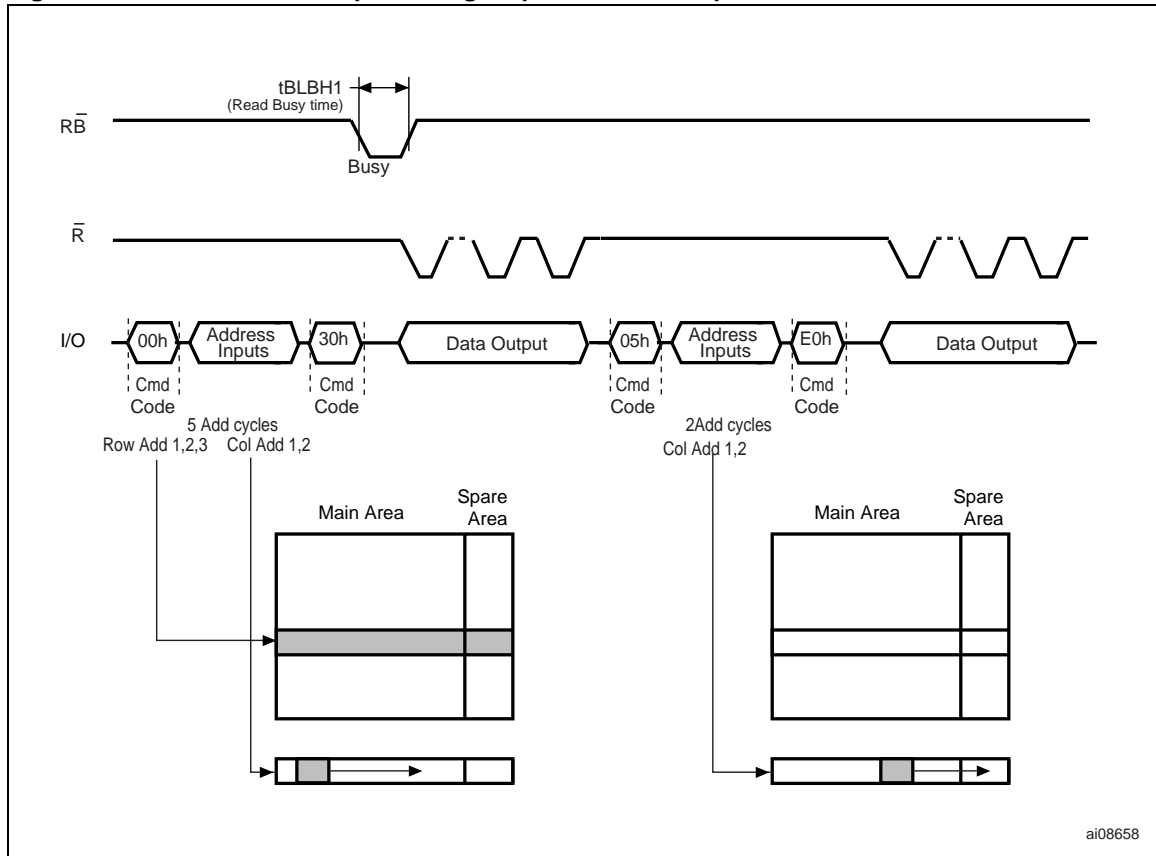 tBLBH1
(Read Busy time)
RB̅
Busy
R̅
I/O
00h
Address
Inputs
30h
Data Output
05h
Address
Inputs
E0h
Data Output
Cmd
Code
Cmd
Code
Cmd
Code
Cmd
Code
5 Add cycles
Row Add 1,2,3 Col Add 1,2
2Add cycles
Col Add 1,2
Main Area
Spare
Area
Main Area
Spare
Area
ai08658